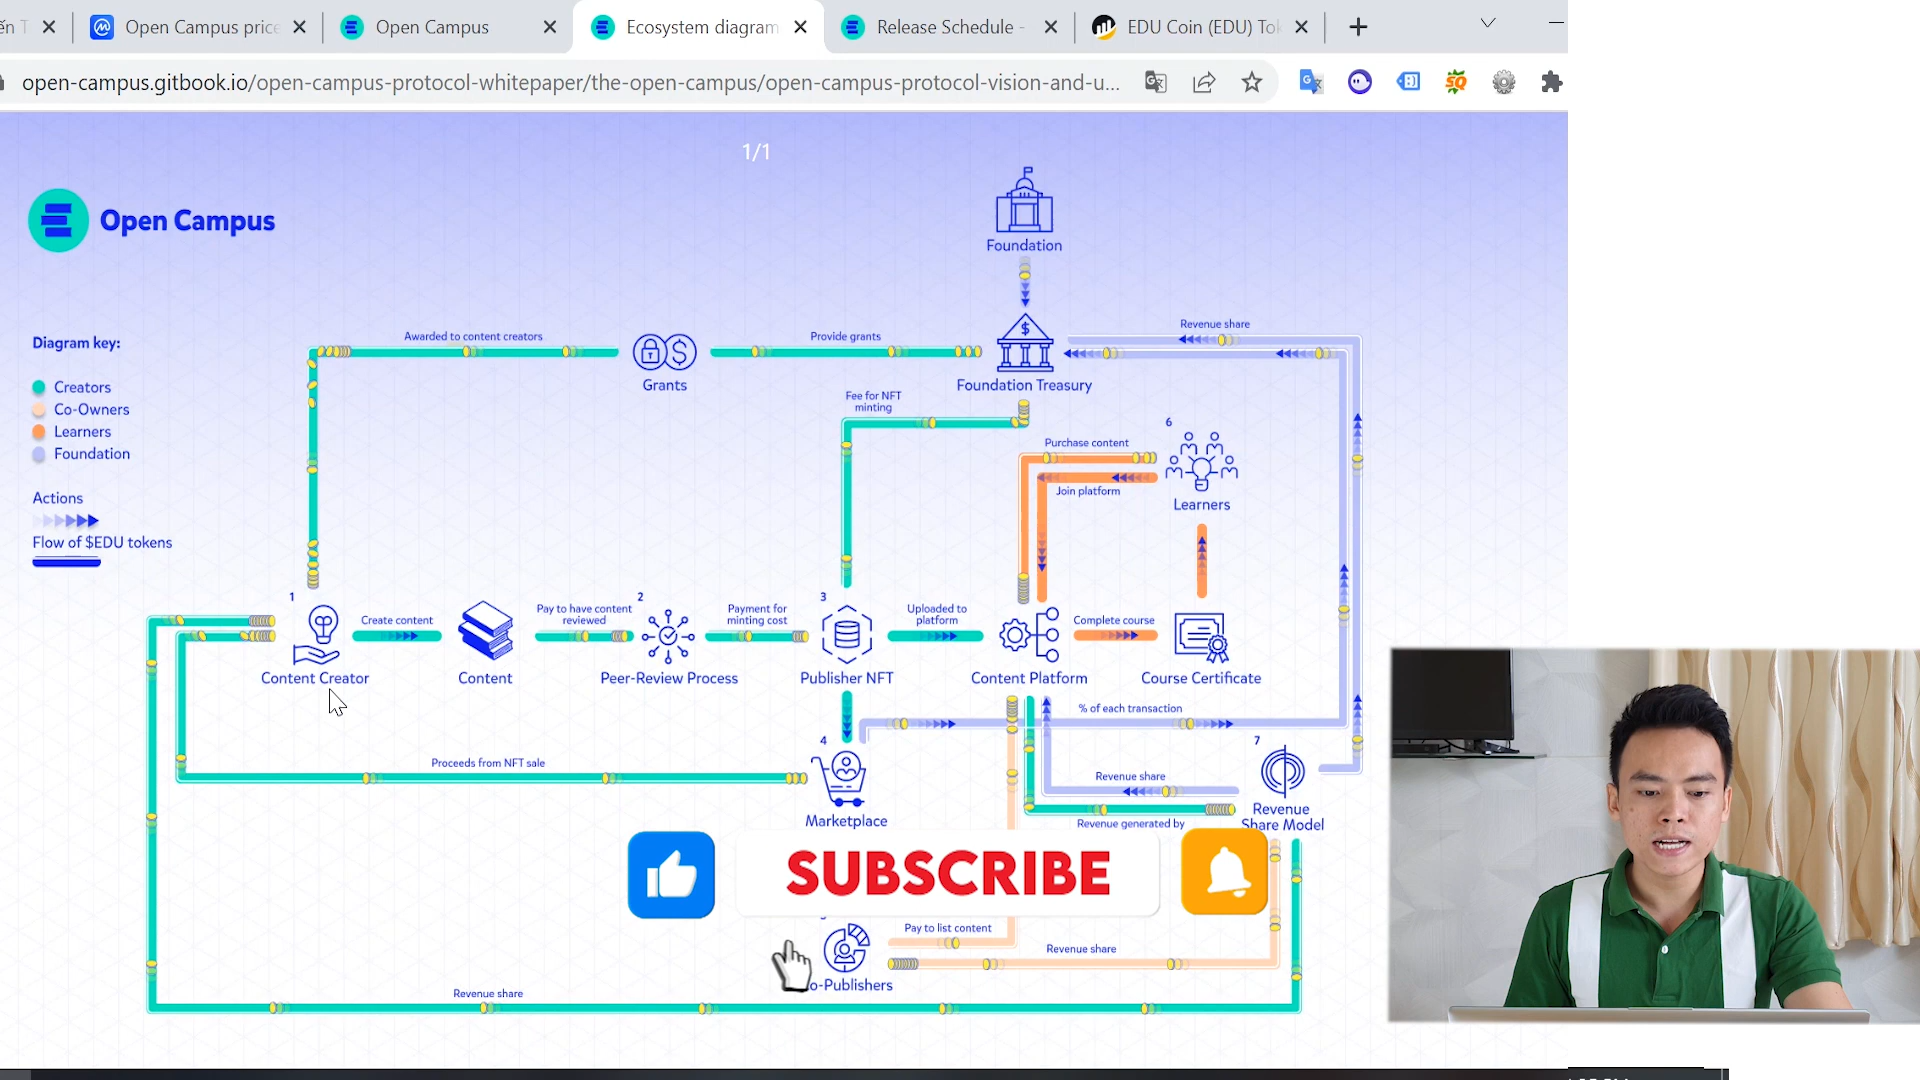 ến T
Open Campus price
Open Campus
Ecosystem diagram
Release Schedule -
EDU Coin (EDU) Tok
open-campus.gitbook.io/open-campus-protocol-whitepaper/the-open-campus/open-campus-protocol-vision-and-u...
1/1
Open Campus
Foundation
Diagram key:
Creators
Co-Owners
Learners
Foundation
Actions
Flow of $EDU tokens
Awarded to content creators
Grants
Provide grants
Foundation Treasury
Revenue share
Fee for NFT
minting
Purchase content
Join platform
6
Learners
1
Content Creator
Create content
Content
Pay to have content
reviewed
2
Peer-Review Process
Payment for
minting cost
3
Publisher NFT
Uploaded to
platform
Content Platform
Complete course
Course Certificate
% of each transaction
Proceeds from NFT sale
4
Marketplace
Revenue share
7
Revenue
Share Model
Revenue generated by
SUBSCRIBE
Pay to list content
Revenue share
o-Publishers
Revenue share